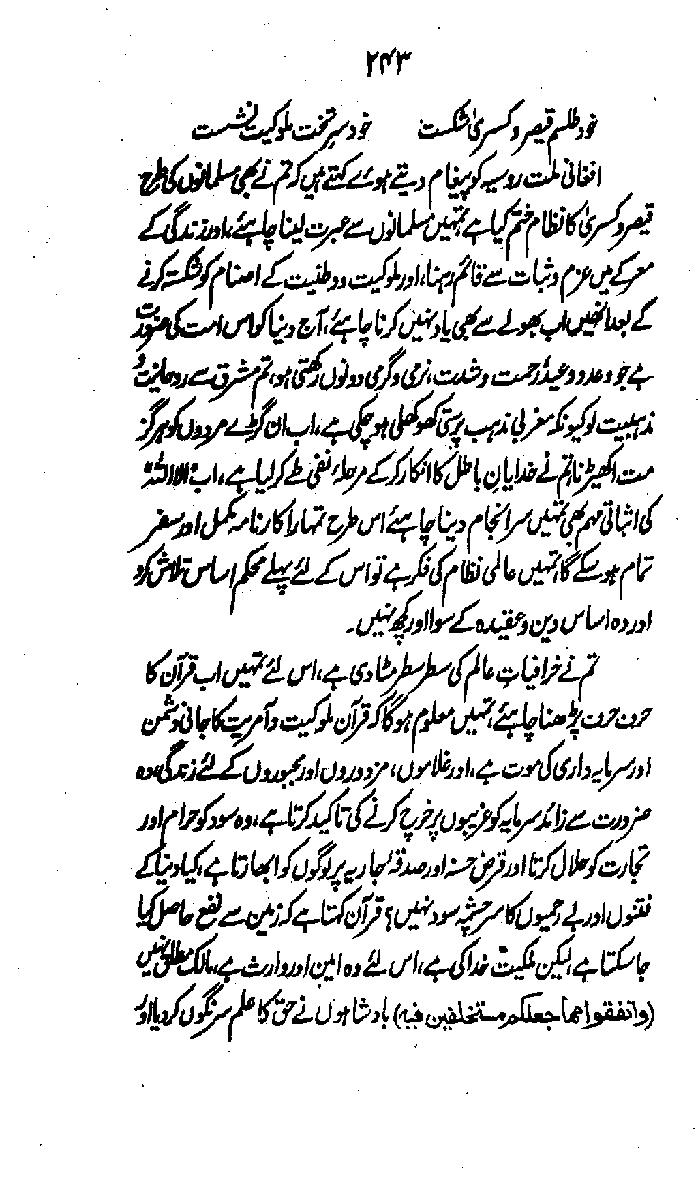 ۲۴۳
خود طلسم قیصر و کسریٰ شکست خود سر تخت ملوکیت نشست
افغانی ملت روسیہ کو پیغام دیتے ہوئے کہتے ہیں کہ تم نے بھی مسلمانوں کی طرح
قیصر و کسریٰ کا نظام ختم کیا ہے، تمہیں مسلمانوں سے عبرت لینا چاہئے، اور زندگی کے
معرکے میں عزم و ثبات سے قائم رہنا، اور ملوکیت و وطنیت کے اصنام کو شکستہ کرنے
کے بعد انھیں اب بھولے سے بھی یاد نہیں کرنا چاہئے، آج دنیا کو اس امت کی ضرورت
ہے جو وعدہ و وعید، رحمت و شدت، نرمی و گرمی دونوں رکھتی ہو، تم مشرق سے روحانیت و
مذہبیت لو کیونکہ مغربی مذہب پرستی کھوکھلی ہو چکی ہے، اب ان گڑے مردوں کو ہرگز
مت اکھیڑنا، تم نے خدایانِ باطل کا انکار کر کے مرحلۂ نفی طے کر لیا ہے، اب الا اللہ
کی اثباتی مہم بھی تمہیں سر انجام دینا چاہئے اس طرح تمہارا کارنامہ مکمل اور سفر
تمام ہو سکے گا، تمہیں عالمی نظام کی فکر ہے تو اس کے لئے پہلے محکم اساس تلاش کرو
اور وہ اساس دین و عقیدہ کے سوا اور کچھ نہیں۔
تم نے خرافیاتِ عالم کی سطر سطر مٹا دی ہے، اس لئے تمہیں اب قرآن کا
حرف حرف پڑھنا چاہئے، تمہیں معلوم ہوگا کہ قرآن ملوکیت و آمریت کا جانی دشمن
اور سرمایہ داری کی موت ہے، اور غلاموں، مزدوروں اور مجبوروں کے لئے زندگی، وہ
ضرورت سے زائد سرمایہ کو غریبوں پر خرچ کرنے کی تاکید کرتا ہے، وہ سود کو حرام اور
تجارت کو حلال کرتا اور قرض حسنہ اور صدقۂ جاریہ پر لوگوں کو ابھارتا ہے، کیا دنیا کے
فتنوں اور بے رحمیوں کا سرچشمہ سود نہیں؟ قرآن کہتا ہے کہ زمین سے نفع حاصل کیا
جا سکتا ہے، لیکن ملکیت خدا کی ہے، اس لئے وہ امین اور وارث ہے، مالک مطلق نہیں
(وانفقوا مما جعلکم مستخلفین فیہ) بادشاہوں نے حق کا علم سرنگوں کر دیا اور